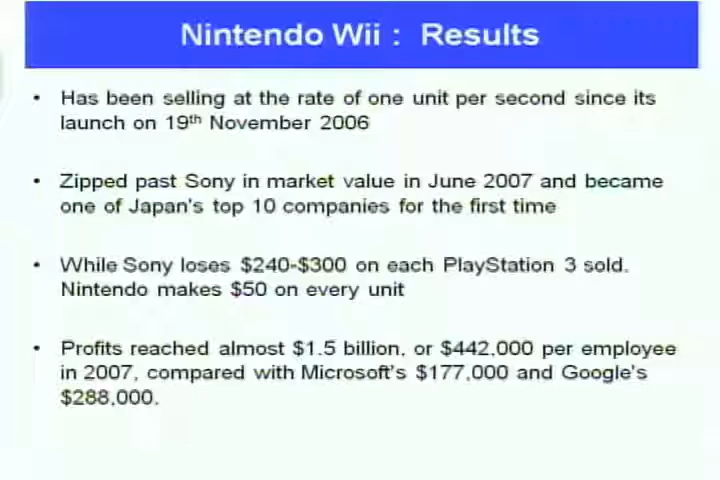 Nintendo Wii : Results
• Has been selling at the rate of one unit per second since its
launch on 19th November 2006
• Zipped past Sony in market value in June 2007 and became
one of Japan's top 10 companies for the first time
• While Sony loses $240-$300 on each PlayStation 3 sold.
Nintendo makes $50 on every unit
• Profits reached almost $1.5 billion, or $442,000 per employee
in 2007, compared with Microsoft's $177,000 and Google's
$288,000.